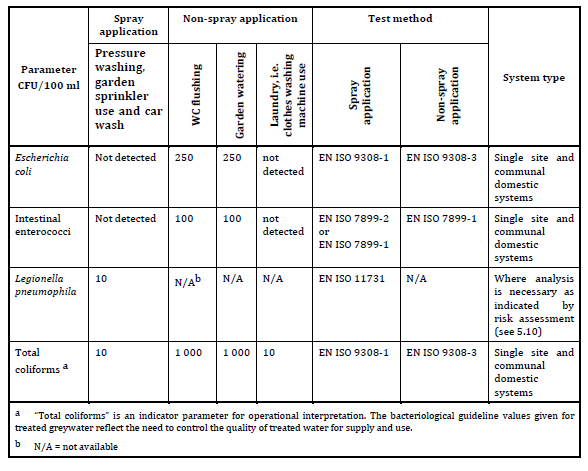 Parameter
CFU/100 ml
Spray
application
Non-spray application
Test method
System type
Pressure
washing,
garden
sprinkler
use and car
wash
WC flushing
Garden watering
Laundry, i.e.
clothes washing
machine use
Spray
application
Non-spray
application
Escherichia
coli
Not detected
250
250
not
detected
EN ISO 9308-1
EN ISO 9308-3
Single site and
communal
domestic
systems
Intestinal
enterococci
Not detected
100
100
not
detected
EN ISO 7899-2
or
EN ISO 7899-1
EN ISO 7899-1
Single site and
communal
domestic
systems
Legionella
pneumophila
10
N/Ab
N/A
N/A
EN ISO 11731
N/A
Where analysis
is necessary as
indicated by
risk assessment
(see 5.10)
Total
coliforms a
10
1 000
1 000
10
EN ISO 9308-1
EN ISO 9308-3
Single site and
communal
domestic
systems
a "Total coliforms" is an indicator parameter for operational interpretation. The bacteriological guideline values given for
treated greywater reflect the need to control the quality of treated water for supply and use.
b N/A = not available